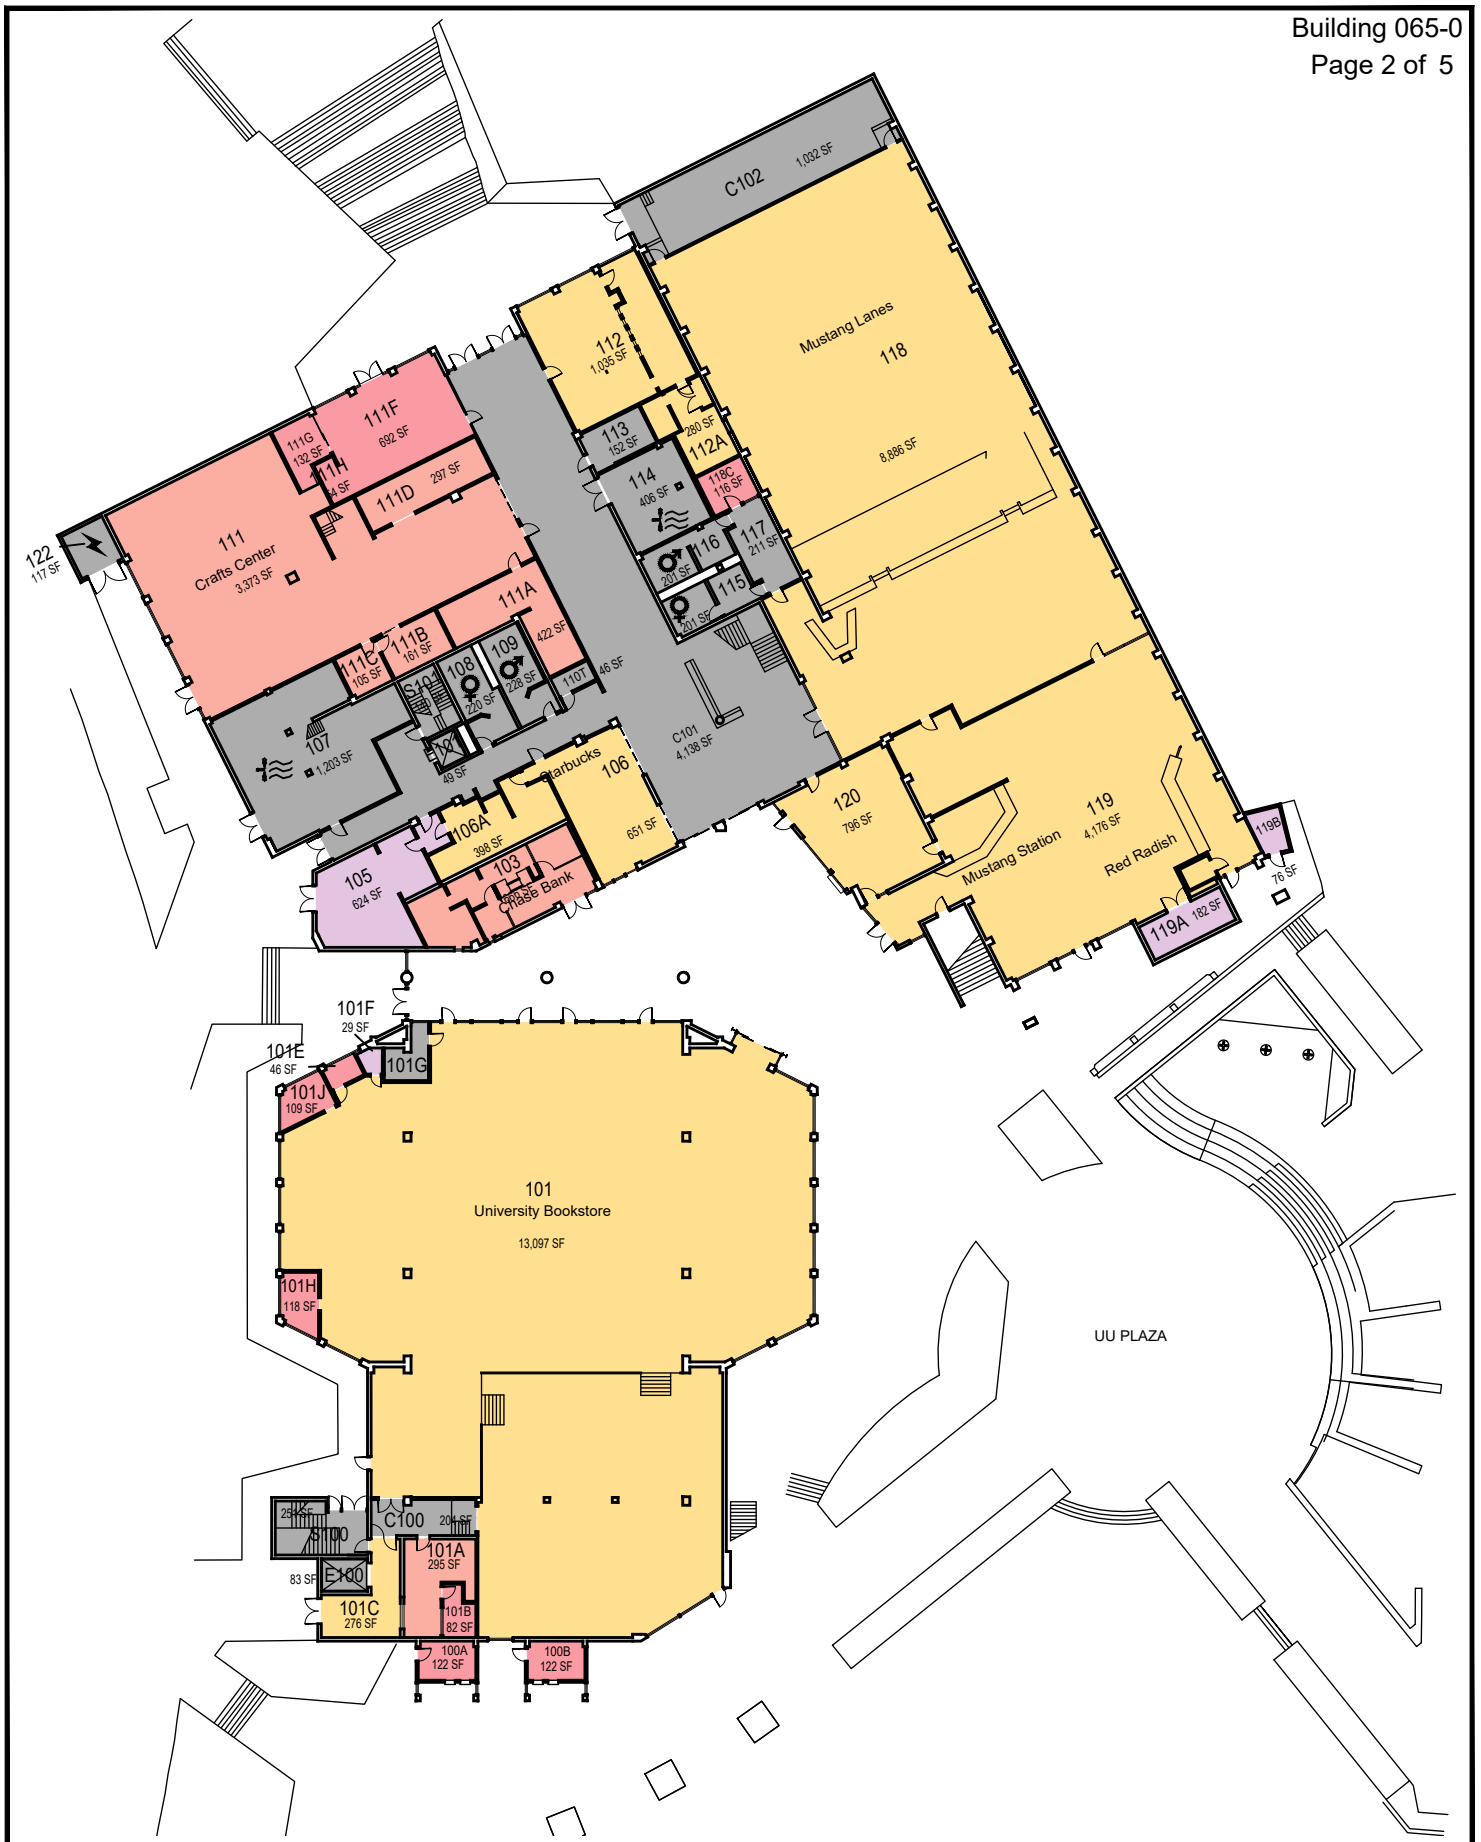 Building 065-0
Page 2 of 5
C102
1,032 SF
Mustang Lanes
118
8,886 SF
112
1,035 SF
113
152 SF
280 SF
112A
118C
116 SF
114
406 SF
117
211 SF
116
201 SF
115
201 SF
111F
692 SF
111G
132 SF
111H
111D
297 SF
111
Crafts Center
3,373 SF
122
117 SF
111A
422 SF
111B
161 SF
111C
105 SF
109
228 SF
108
220 SF
110T
46 SF
S101
107
1,203 SF
49 SF
C101
4,138 SF
Starbucks
106
651 SF
106A
398 SF
103
Chase Bank
105
624 SF
120
796 SF
119
4,176 SF
Mustang Station
Red Radish
119B
76 SF
119A
182 SF
101F
29 SF
101E
46 SF
101G
101J
109 SF
101
University Bookstore
13,097 SF
101H
118 SF
UU PLAZA
251 SF
S100
C100
204 SF
101A
295 SF
83 SF
E100
101C
276 SF
101B
82 SF
100A
122 SF
100B
122 SF